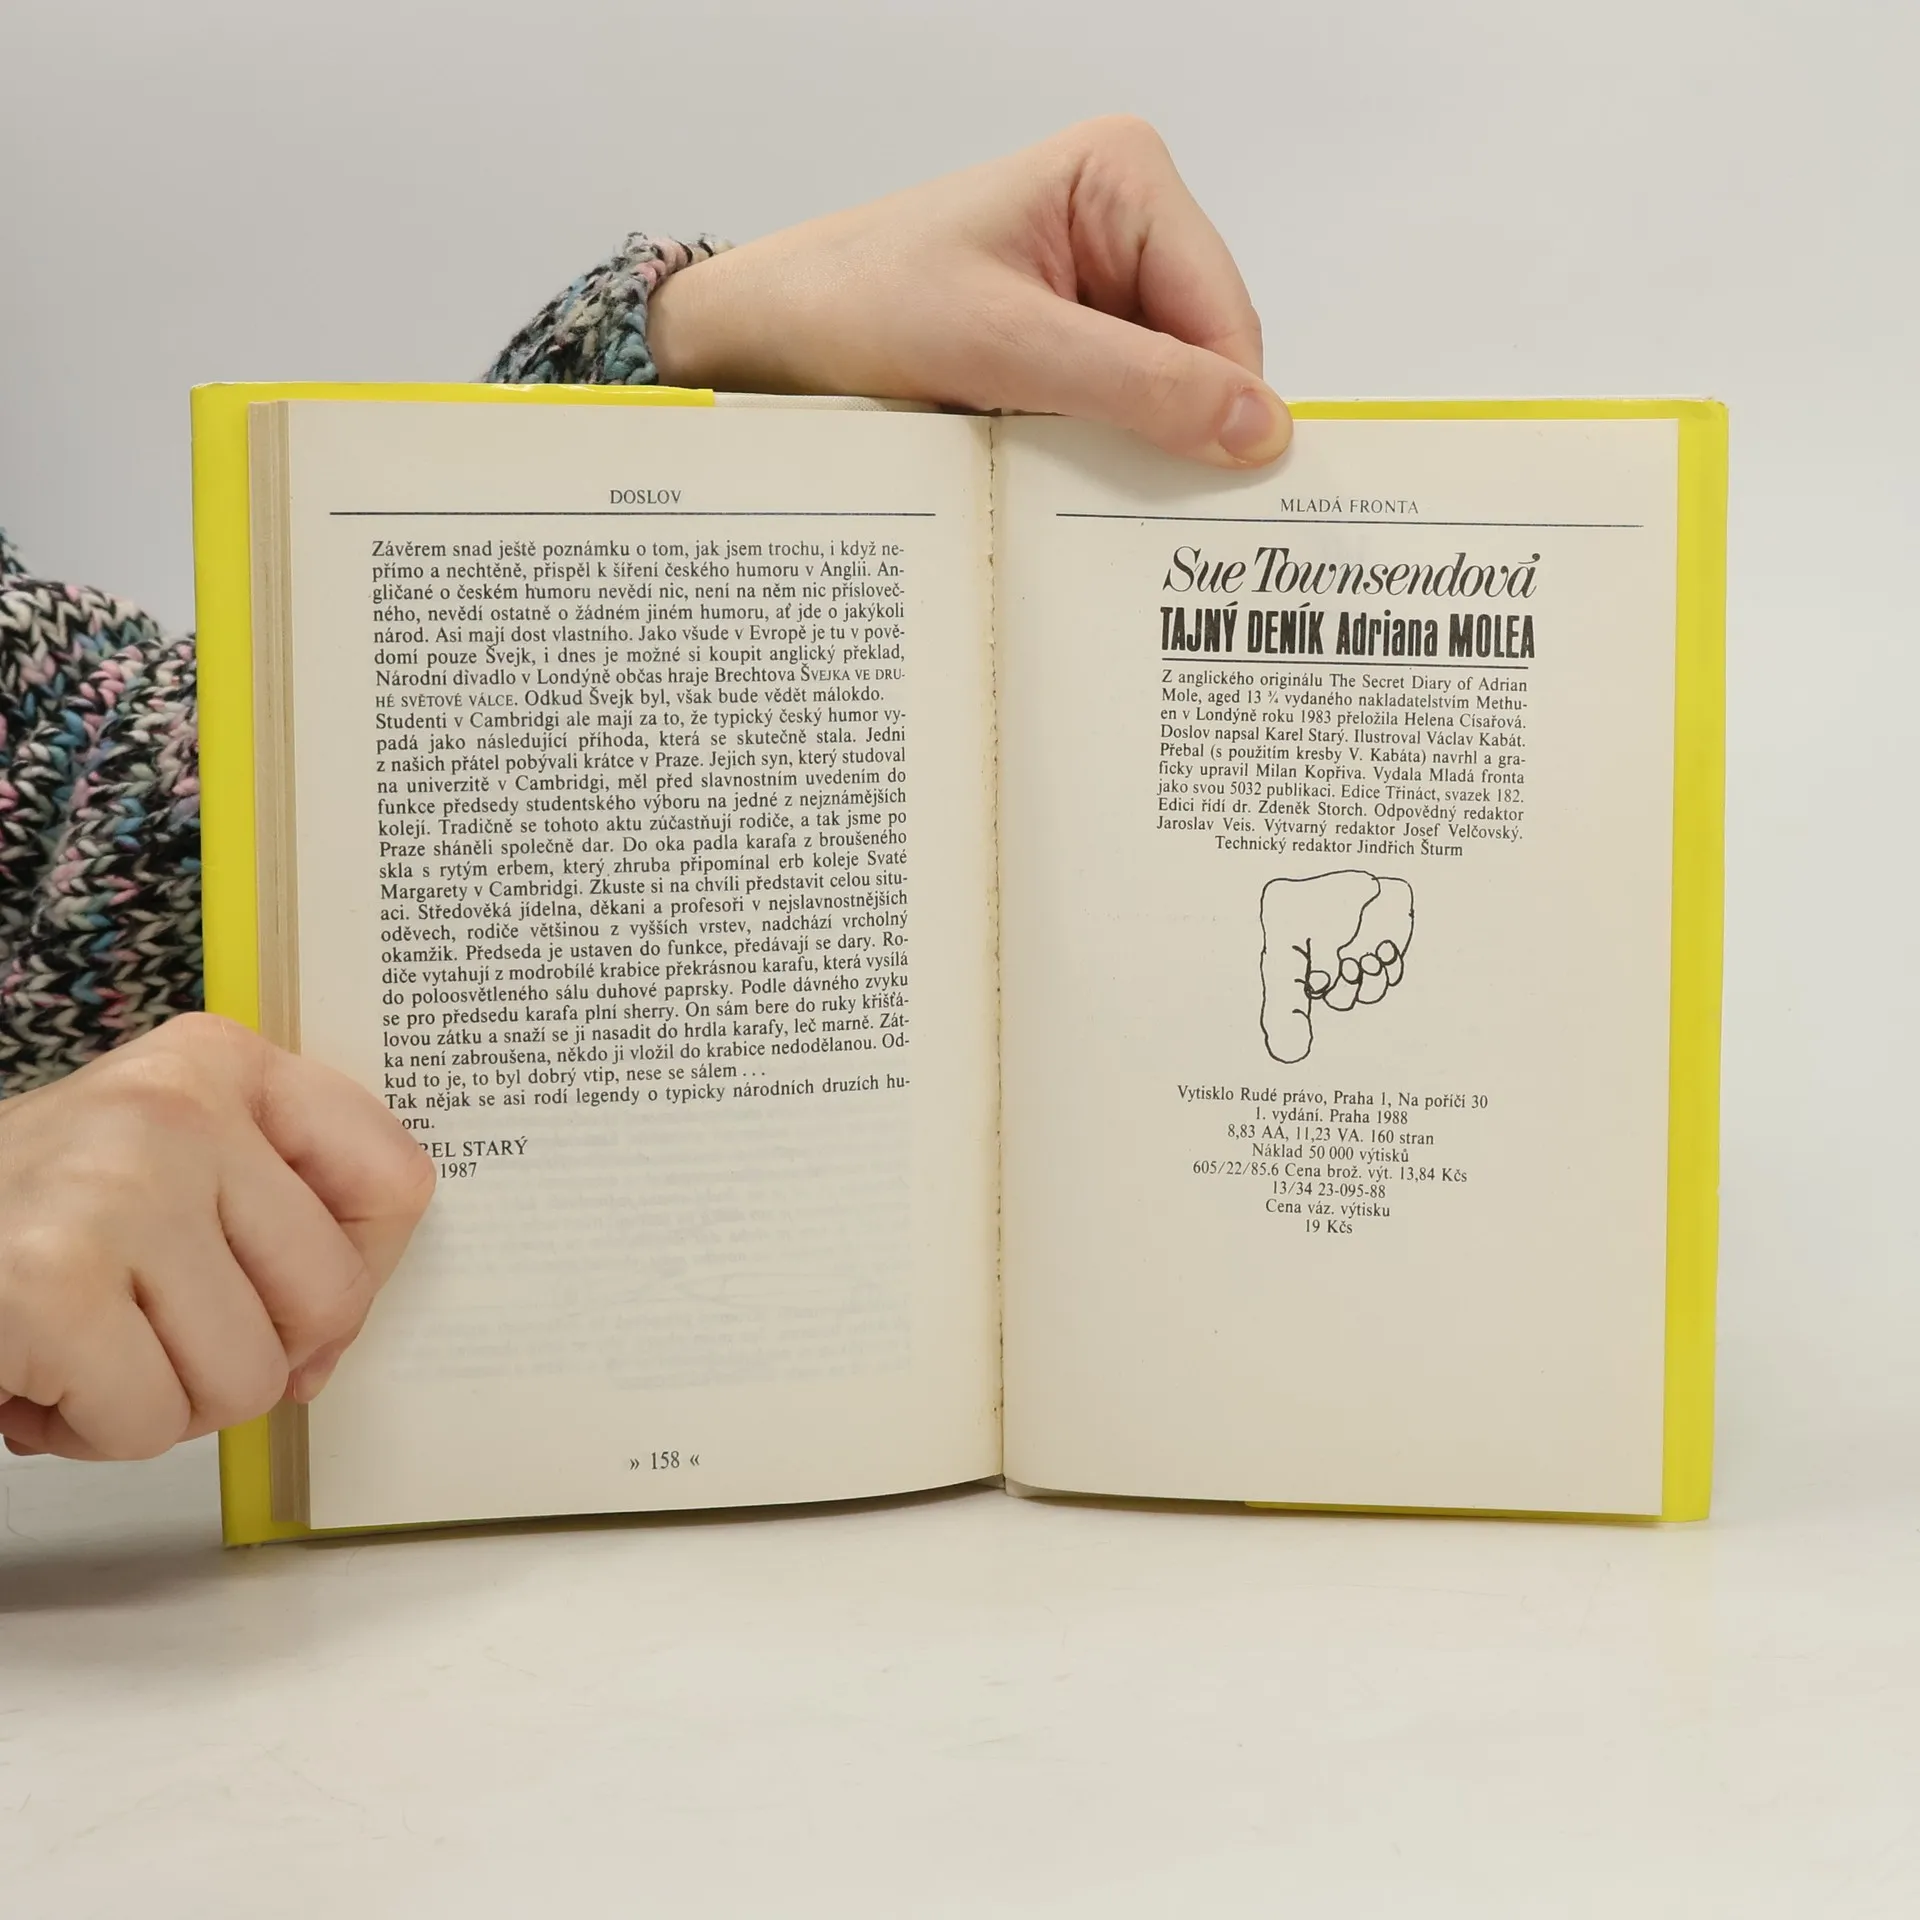 DOSLOV
Závěrem snad ještě poznámku o tom, jak jsem trochu, i když ne-
přímo a nechtěně, přispěl k šíření českého humoru v Anglii. An-
gličané o českém humoru nevědí nic, není na něm nic přísloveč-
ného, nevědí ostatně o žádném jiném humoru, ať jde o jakýkoli
národ. Asi mají dost vlastního. Jako všude v Evropě je tu v pově-
domí pouze Švejk, i dnes je možné si koupit anglický překlad,
Národní divadlo v Londýně občas hraje Brechtova ŠVEJKA VE DRU-
HÉ SVĚTOVÉ VÁLCE. Odkud Švejk byl, však bude vědět málokdo.
Studenti v Cambridgi ale mají za to, že typický český humor vy-
padá jako následující příhoda, která se skutečně stala. Jedni
z našich přátel pobývali krátce v Praze. Jejich syn, který studoval
na univerzitě v Cambridgi, měl před slavnostním uvedením do
funkce předsedy studentského výboru na jedné z nejznámějších
kolejí. Tradičně se tohoto aktu zúčastňují rodiče, a tak jsme po
Praze sháněli společně dar. Do oka padla karafa z broušeného
skla s rytým erbem, který zhruba připomínal erb koleje Svaté
Margarety v Cambridgi. Zkuste si na chvíli představit celou situ-
aci. Středověká jídelna, děkani a profesoři v nejslavnostnějších
oděvech, rodiče většinou z vyšších vrstev, nadchází vrcholný
okamžik. Předseda je ustaven do funkce, předávají se dary. Ro-
diče vytahují z modrobílé krabice překrásnou karafu, která vysílá
do poloosvětleného sálu duhové paprsky. Podle dávného zvyku
se pro předsedu karafa plní sherry. On sám bere do ruky křišťá-
lovou zátku a snaží se ji nasadit do hrdla karafy, leč marně. Zát-
ka není zabroušena, někdo ji vložil do krabice nedodělanou. Od-
kud to je, to byl dobrý vtip, nese se sálem ...
Tak nějak se asi rodí legendy o typicky národních druzích hu-
oru.
REL STARÝ
1987
» 158 «
MLADÁ FRONTA
Sue Townsendová
TAJNÝ DENÍK Adriana MOLEA
Z anglického originálu The Secret Diary of Adrian
Mole, aged 13 ¾ vydaného nakladatelstvím Methu-
en v Londýně roku 1983 přeložila Helena Císařová.
Doslov napsal Karel Starý. Ilustroval Václav Kabát.
Přebal (s použitím kresby V. Kabáta) navrhl a gra-
ficky upravil Milan Kopřiva. Vydala Mladá fronta
jako svou 5032 publikaci. Edice Třináct, svazek 182.
Edici řídí dr. Zdeněk Storch. Odpovědný redaktor
Jaroslav Veis. Výtvarný redaktor Josef Velčovský.
Technický redaktor Jindřich Šturm
Vytisklo Rudé právo, Praha 1, Na poříčí 30
1. vydání. Praha 1988
8,83 AA, 11,23 VA. 160 stran
Náklad 50 000 výtisků
605/22/85.6 Cena brož. výt. 13,84 Kčs
13/34 23-095-88
Cena váz. výtisku
19 Kčs